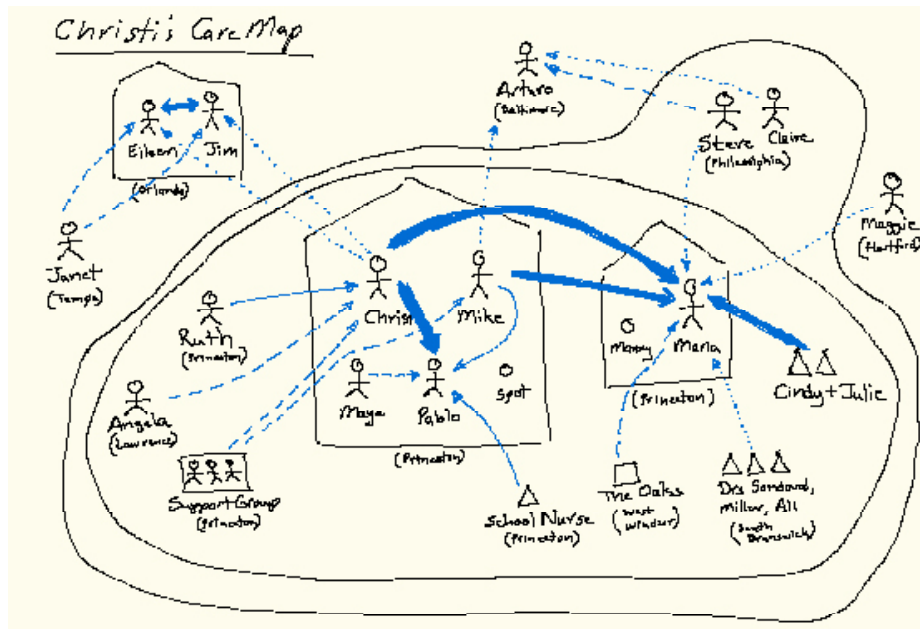 Christi's Care Map
Arturo
(Baltimore)
Steve
Claire
(Philadelphia)
Eileen
Jim
(Orlando)
Janet
(Tampa)
Maggie
(Hartford)
Ruth
(Princeton)
Christi
Mike
Manny
Maria
(Princeton)
Cindy + Julie
Angela
(Lawrence)
Maya
Pablo
Spot
(Princeton)
Support Group
(Princeton)
School Nurse
(Princeton)
The Oaks
(West
Windsor)
Drs Sandoval,
Millar, Ali
(South
Brunswick)